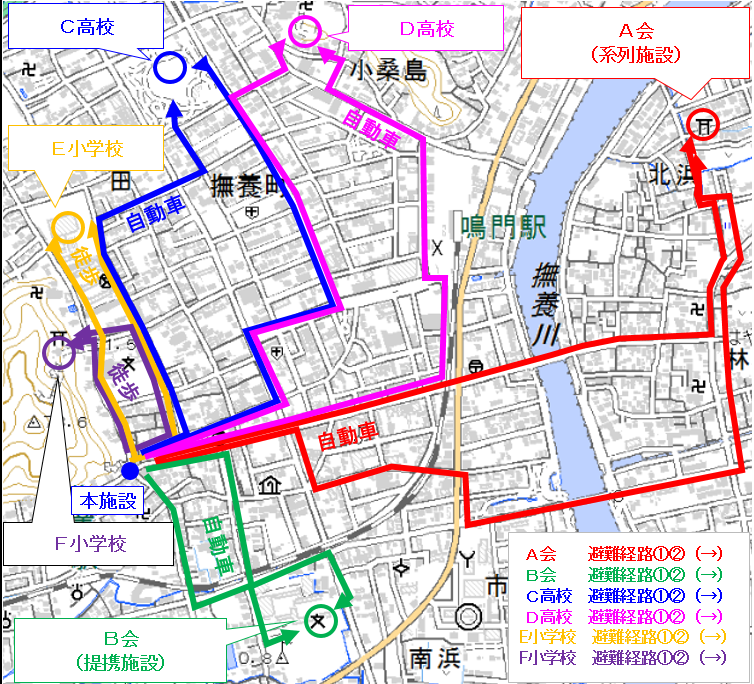 C高校
D高校
A会
(系列施設)
小桑島
自動車
E小学校
田
撫養町
北浜
自動車
鳴門駅
徒歩
撫養川
1.5
林
徒歩
自動車
本施設
自動車
F小学校
市
B会
(提携施設)
0.8
南浜
A会 避難経路①② (→)
B会 避難経路①② (→)
C高校 避難経路①② (→)
D高校 避難経路①② (→)
E小学校 避難経路①② (→)
F小学校 避難経路①② (→)